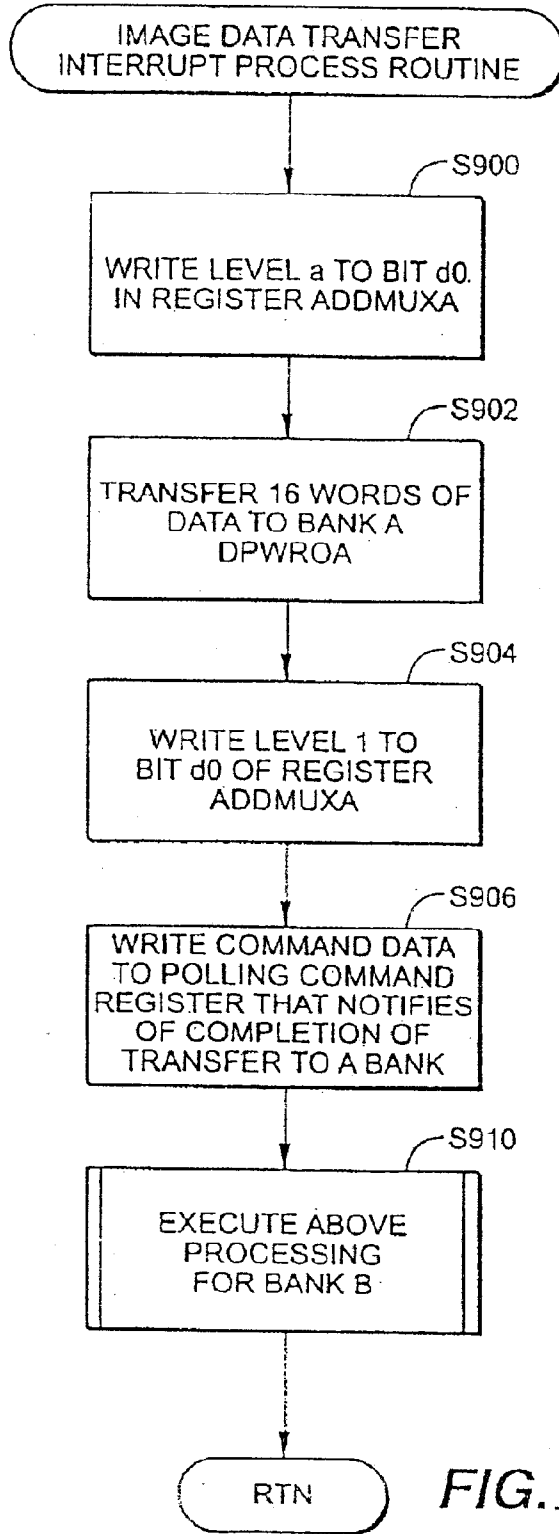 IMAGE DATA TRANSFER
INTERRUPT PROCESS ROUTINE
S900
WRITE LEVEL a TO BIT d0.
IN REGISTER ADDMUXA
S902
TRANSFER 16 WORDS OF
DATA TO BANK A
DPWROA
S904
WRITE LEVEL 1 TO
BIT d0 OF REGISTER
ADDMUXA
S906
WRITE COMMAND DATA
TO POLLING COMMAND
REGISTER THAT NOTIFIES
OF COMPLETION OF
TRANSFER TO A BANK
S910
EXECUTE ABOVE
PROCESSING
FOR BANK B
RTN
FIG.